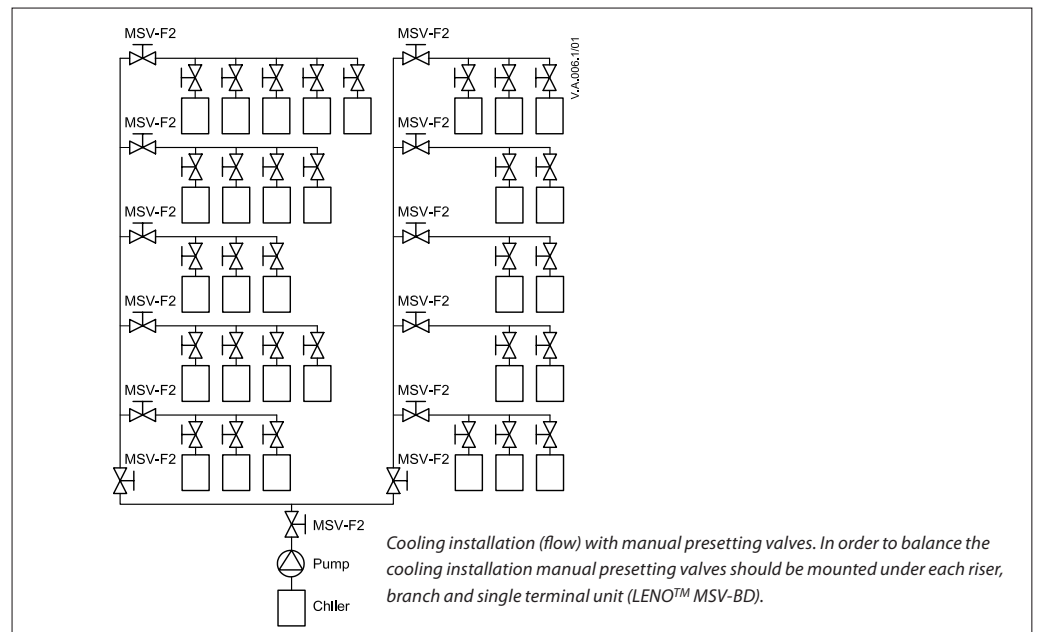 MSV-F2 MSV-F2
V.A.006.1/01
MSV-F2 MSV-F2
MSV-F2 MSV-F2
MSV-F2 MSV-F2
MSV-F2 MSV-F2
MSV-F2 MSV-F2
MSV-F2
Pump
Chller
Cooling installation (flow) with manual presetting valves. In order to balance the
cooling installation manual presetting valves should be mounted under each riser,
branch and single terminal unit (LENO™ MSV-BD).